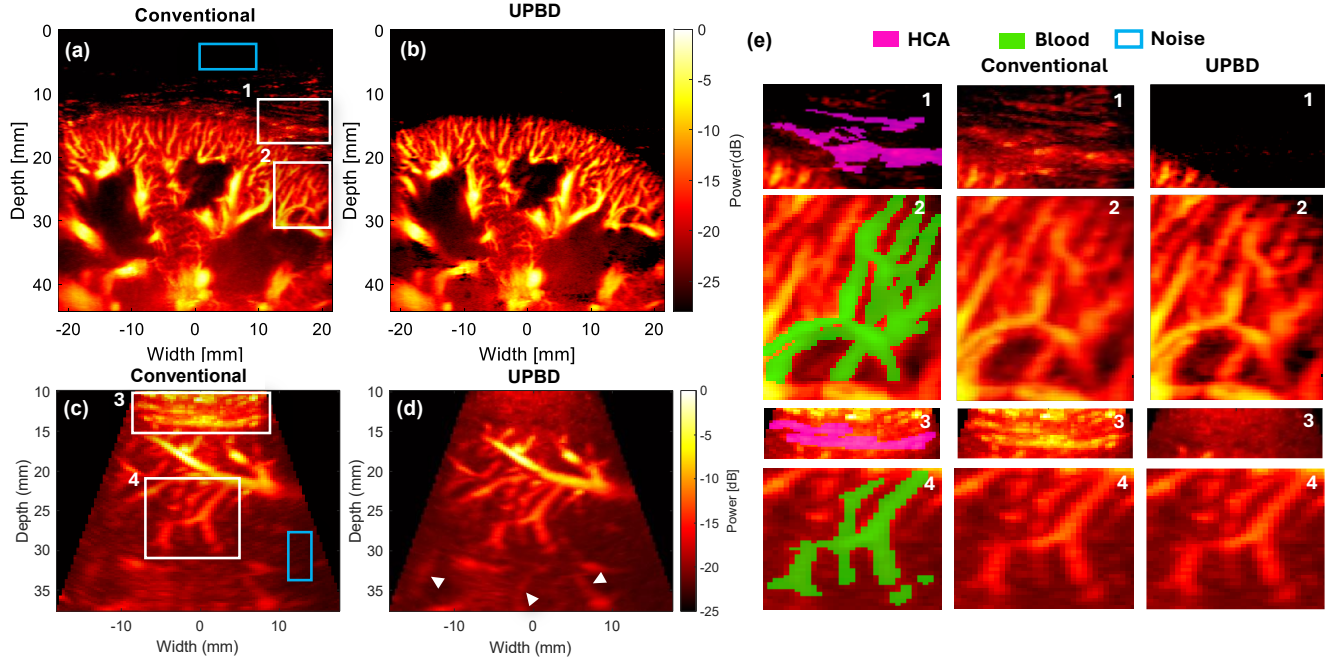 Conventional
UPBD
(a)
(b)
1
2
0
10
20
30
40
Depth [mm]
-20
-10
0
10
20
Width [mm]
0
10
20
30
40
Depth [mm]
-20
-10
0
10
20
Width [mm]
0
-5
-10
-15
-20
-25
Power(dB)
Conventional
UPBD
(c)
(d)
3
4
10
15
20
25
30
35
Depth (mm)
-10
0
10
Width (mm)
10
15
20
25
30
35
Depth (mm)
-10
0
10
Width (mm)
0
-5
-10
-15
-20
-25
Power [dB]
(e)
HCA
Blood
Noise
Conventional
UPBD
1
1
1
2
2
2
3
3
3
4
4
4